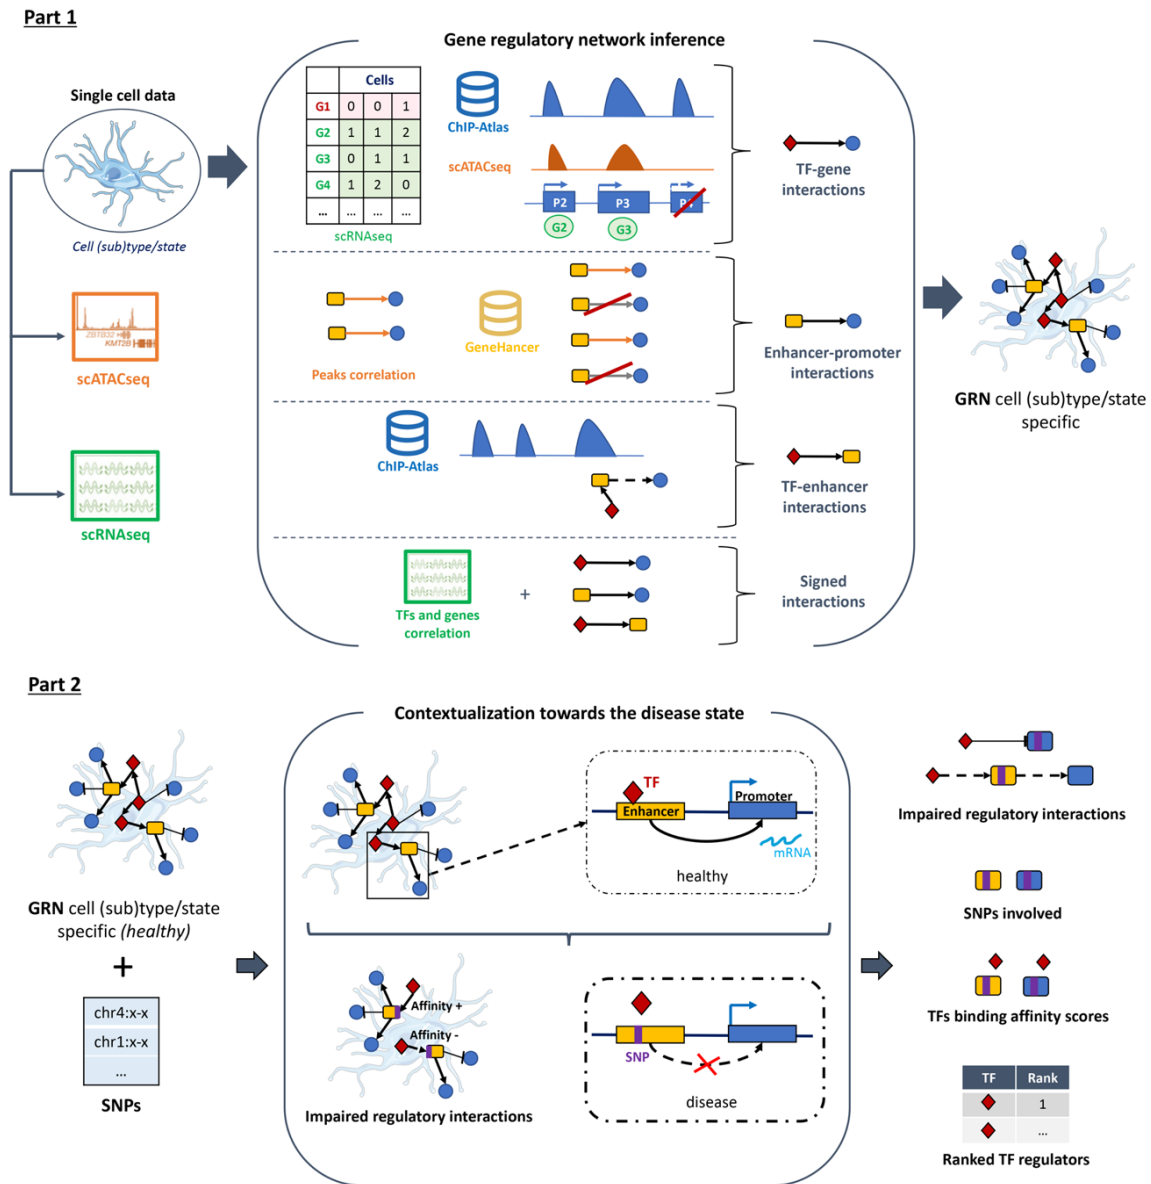 Part 1
Gene regulatory network inference
Single cell data
Cell (sub)type/state
scATACseq
ZBTB32
KMT2B
scRNAseq
Cells
G1 0 0 1
G2 1 1 2
G3 0 1 1
G4 1 2 0
... ... ... ...
scRNAseq
ChIP-Atlas
scATACseq
P2 P3
G2 G3
TF-gene
interactions
Peaks correlation
GeneHancer
Enhancer-promoter
interactions
ChIP-Atlas
TF-enhancer
interactions
TFs and genes
correlation
+
Signed
interactions
GRN cell (sub)type/state
specific
Part 2
Contextualization towards the disease state
GRN cell (sub)type/state
specific (healthy)
+
chr4:x-x
chr1:x-x
...
SNPs
TF
Enhancer
Promoter
mRNA
healthy
Affinity +
Affinity -
Impaired regulatory interactions
SNP
disease
Impaired regulatory interactions
SNPs involved
TFs binding affinity scores
TF Rank
1
...
Ranked TF regulators